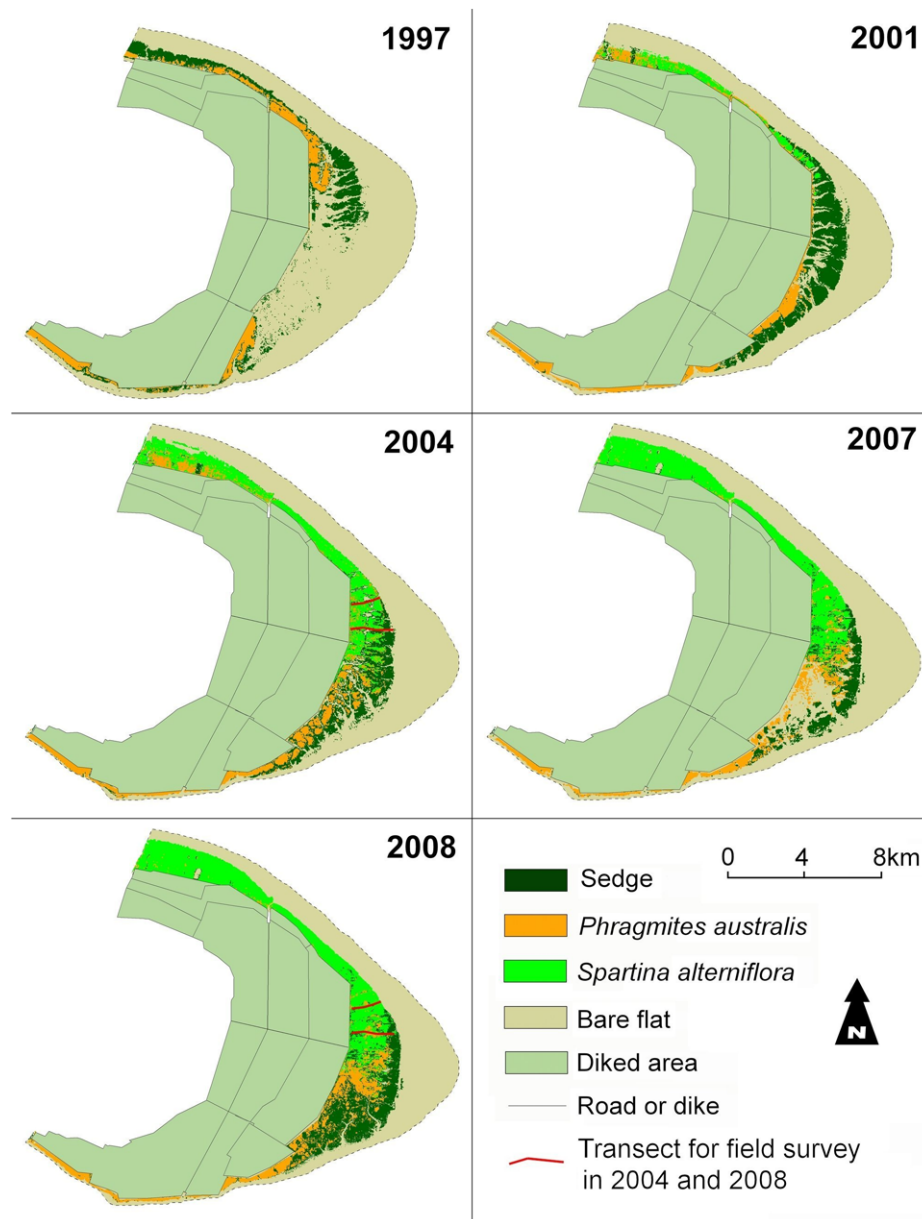 1997
2001
2004
2007
2008
0 4 8km
Sedge
Phragmites australis
Spartina alterniflora
Bare flat
Diked area
Road or dike
Transect for field survey
in 2004 and 2008
N